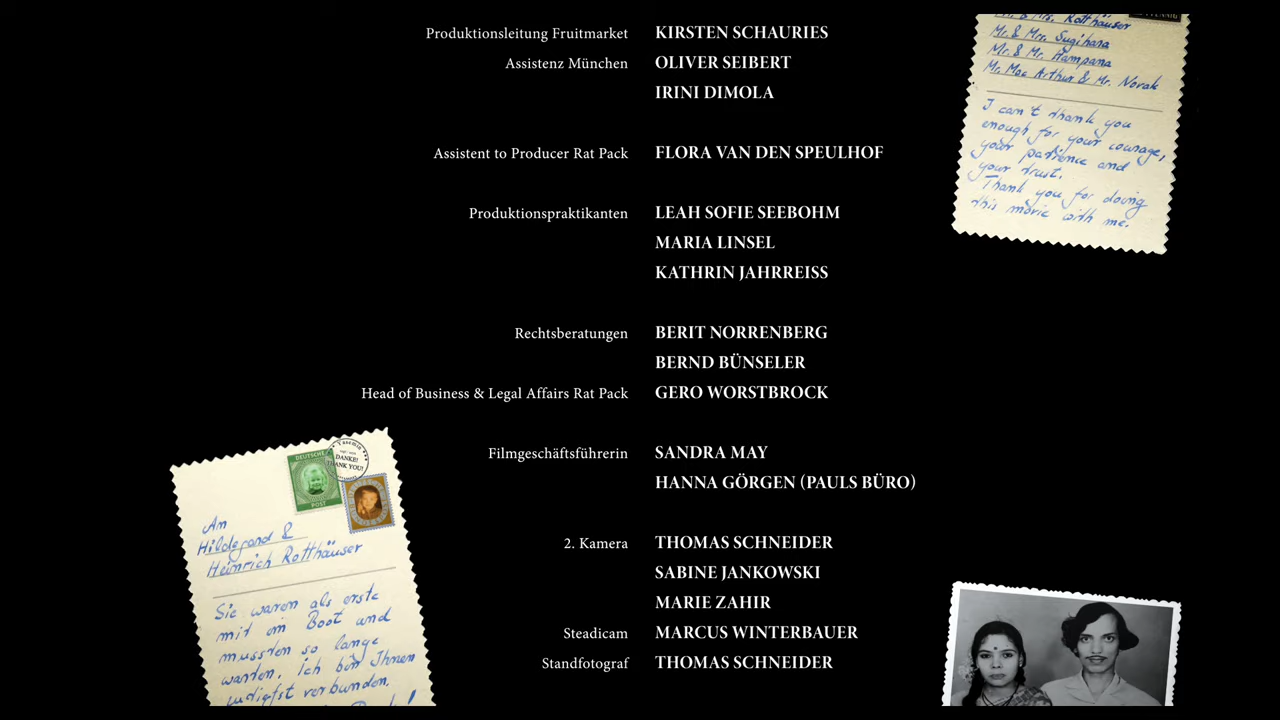 Produktionsleitung Fruitmarket KIRSTEN SCHAURIES
Assistenz München OLIVER SEIBERT
IRINI DIMOLA
Assistent to Producer Rat Pack FLORA VAN DEN SPEULHOF
Produktionspraktikanten LEAH SOFIE SEEBOHM
MARIA LINSEL
KATHRIN JAHRREISS
Rechtsberatungen BERIT NORRENBERG
BERND BÜNSELER
Head of Business & Legal Affairs Rat Pack GERO WORSTBROCK
Filmgeschäftsführerin SANDRA MAY
HANNA GÖRGEN (PAULS BÜRO)
2. Kamera THOMAS SCHNEIDER
SABINE JANKOWSKI
MARIE ZAHIR
Steadicam MARCUS WINTERBAUER
Standfotograf THOMAS SCHNEIDER
Mr. & Mrs. Sugihara
Mr. & Mr. Hampana
Mr. Mac Arthur & Mr. Novak
I can't thank you
enough for your courage,
your patience and
your trust.
Thank you for doing
this movie with me.
DEUTSCHE
POST
DANKE!
THANK YOU!
An
Hildegard &
Heinrich Rotthäuser
Sie waren als erste
mit im Boot und
mussten so lange
warten. Ich bin Ihnen
verbunden.